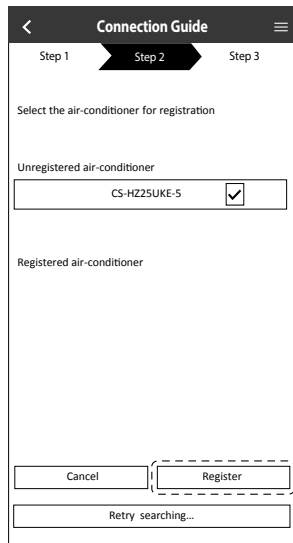 Connection Guide
Step 1 Step 2 Step 3
Select the air-conditioner for registration
Unregistered air-conditioner
CS-HZ25UKE-5
Registered air-conditioner
Cancel Register
Retry searching...